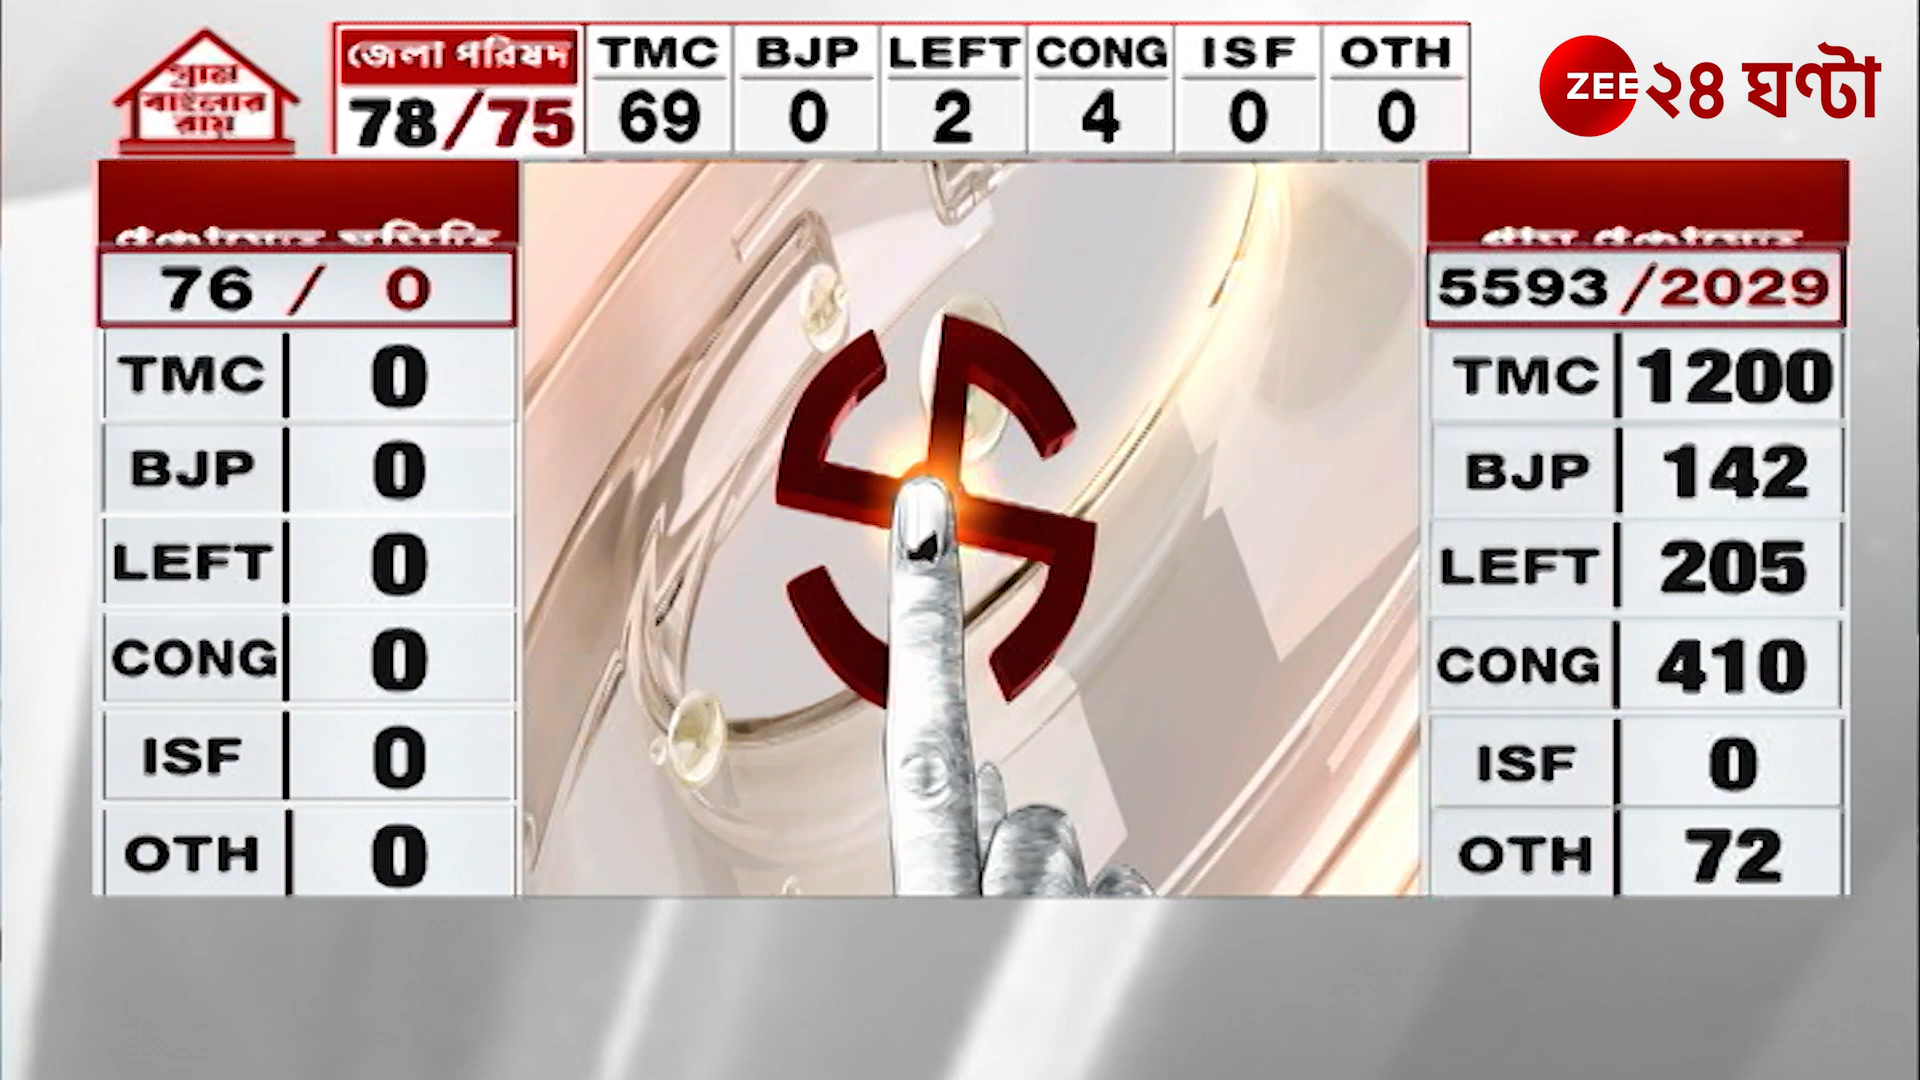 গ্রাম
বাংলার
রায়
জেলা পরিষদ TMC BJP LEFT CONG ISF OTH
78/75 69 0 2 4 0 0
ZEE ২৪ ঘণ্টা
76 / 0
TMC 0
BJP 0
LEFT 0
CONG 0
ISF 0
OTH 0
5593 /2029
TMC 1200
BJP 142
LEFT 205
CONG 410
ISF 0
OTH 72